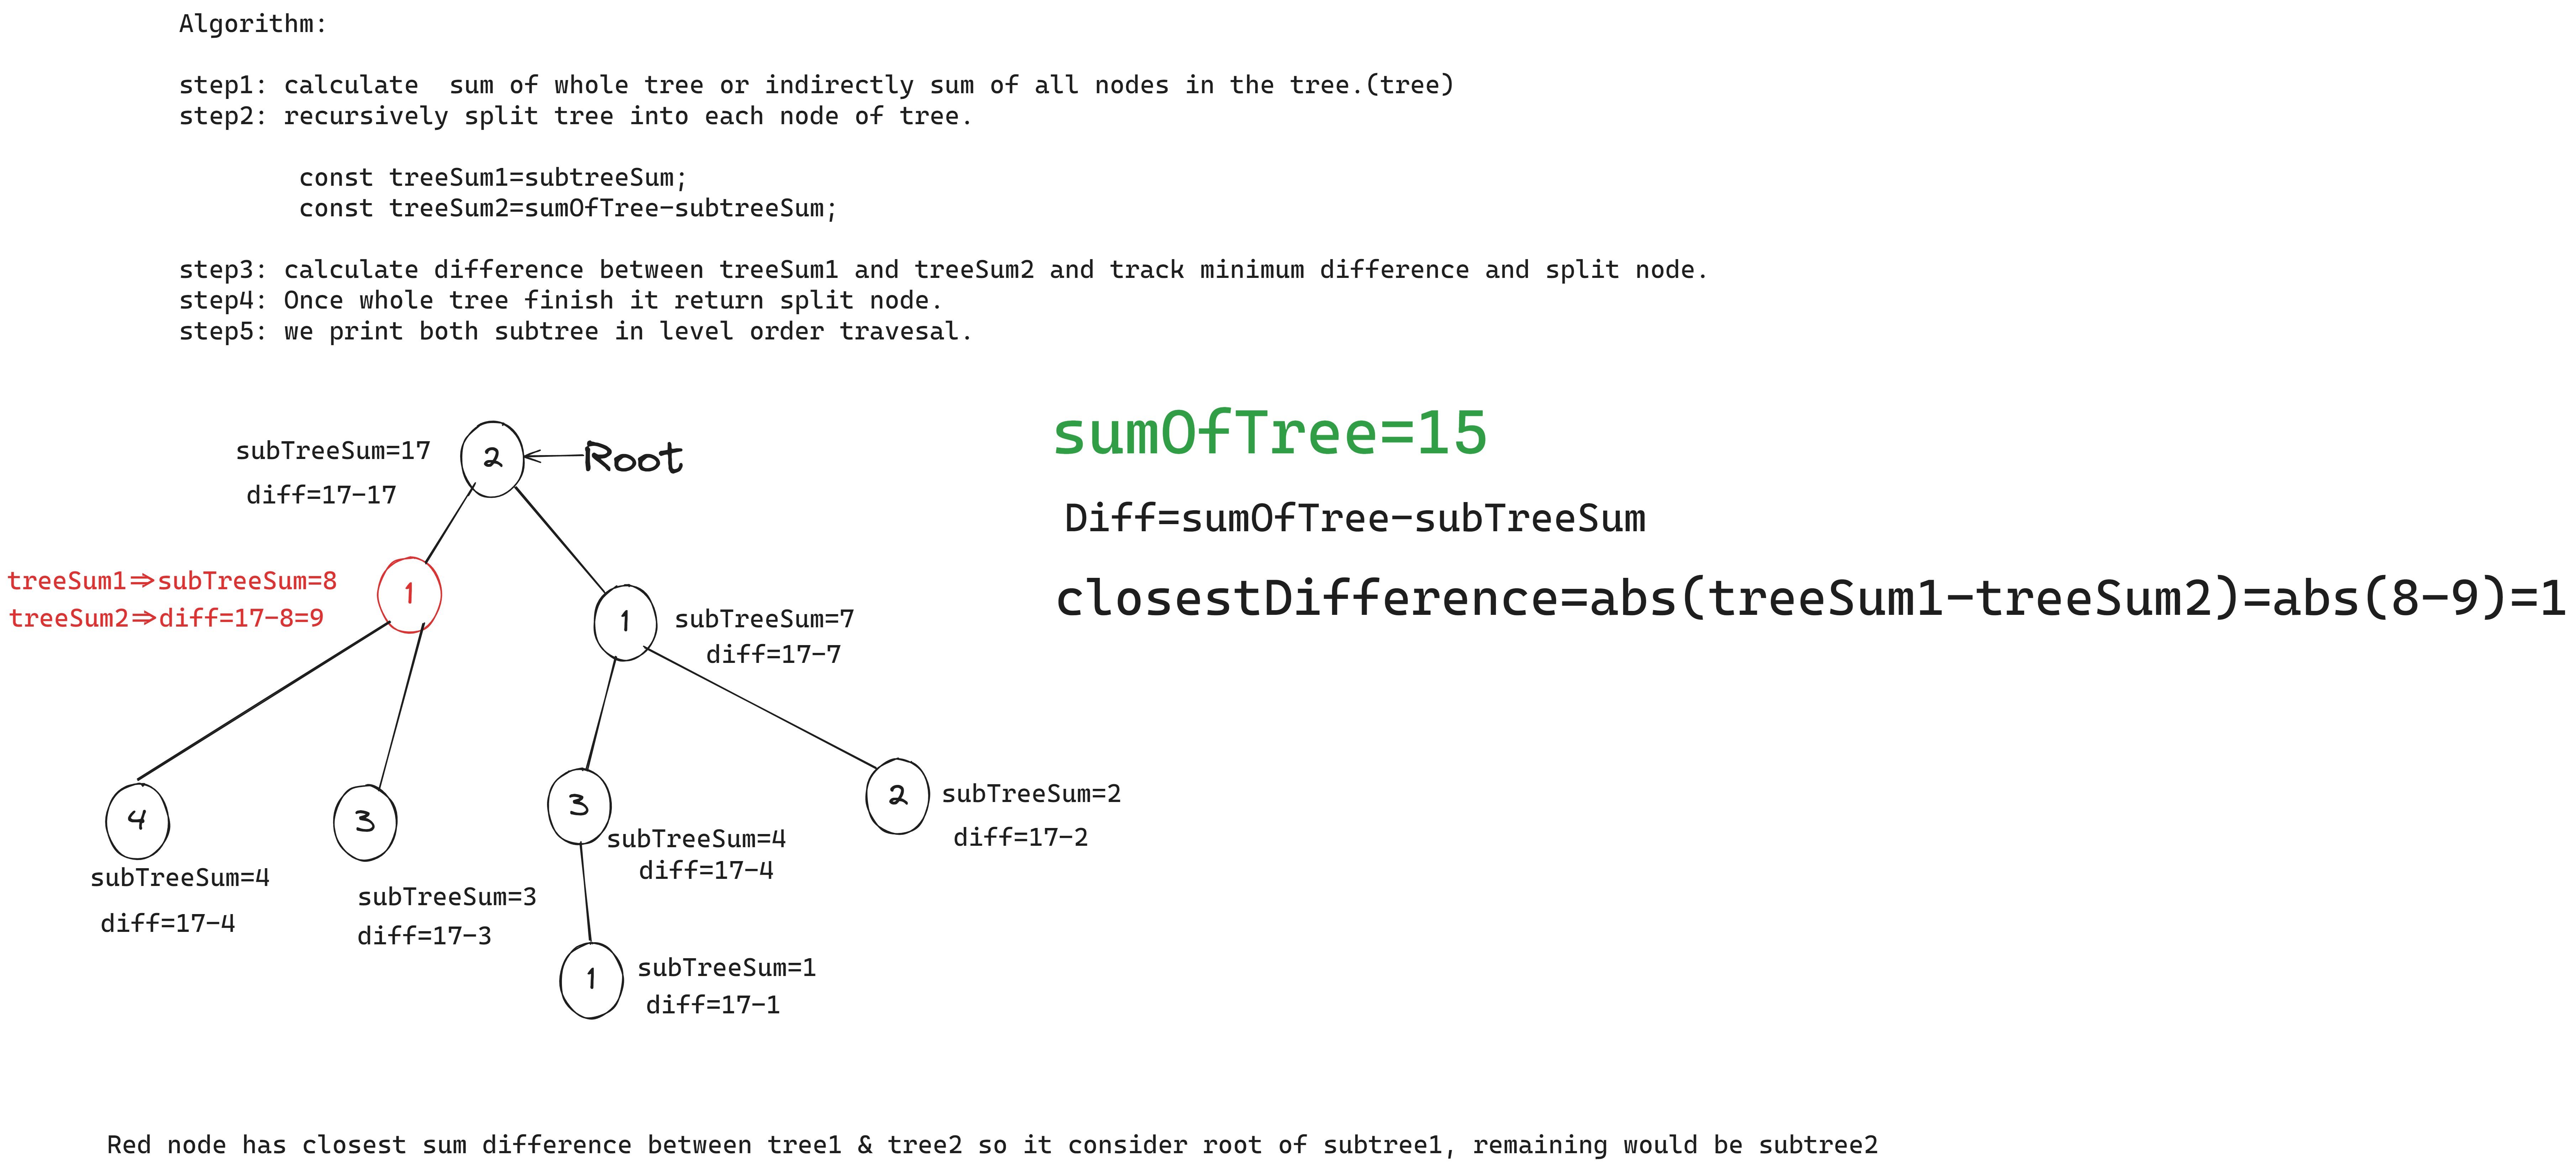 Algorithm:
step1: calculate  sum of whole tree or indirectly sum of all nodes in the tree.(tree)
step2: recursively split tree into each node of tree.
const treeSum1=subtreeSum;
const treeSum2=sumOfTree-subtreeSum;
step3: calculate difference between treeSum1 and treeSum2 and track minimum difference and split node.
step4: Once whole tree finish it return split node.
step5: we print both subtree in level order travesal.
sumOfTree=15
Diff=sumOfTree-subTreeSum
closestDifference=abs(treeSum1-treeSum2)=abs(8-9)=1
subTreeSum=17
diff=17-17
2
Root
treeSum1=>subTreeSum=8
treeSum2=>diff=17-8=9
1
1
subTreeSum=7
diff=17-7
4
subTreeSum=4
diff=17-4
3
subTreeSum=3
diff=17-3
3
subTreeSum=4
diff=17-4
2
subTreeSum=2
diff=17-2
1
subTreeSum=1
diff=17-1
Red node has closest sum difference between tree1 & tree2 so it consider root of subtree1, remaining would be subtree2